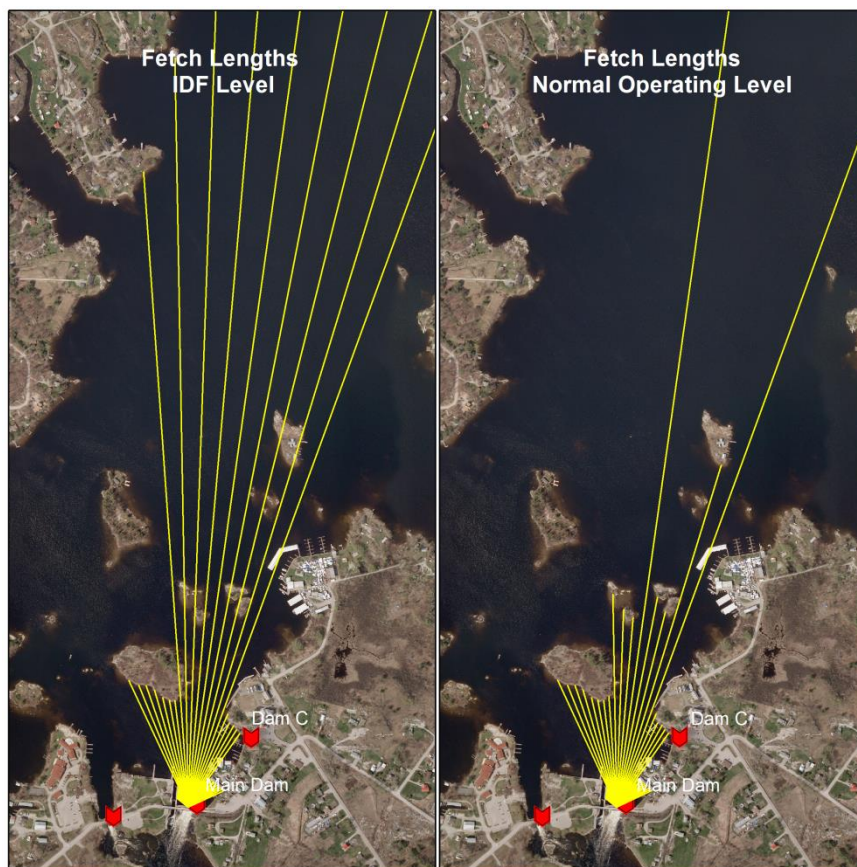 Fetch Lengths
IDF Level
Dam C
Main Dam
Fetch Lengths
Normal Operating Level
Dam C
Main Dam